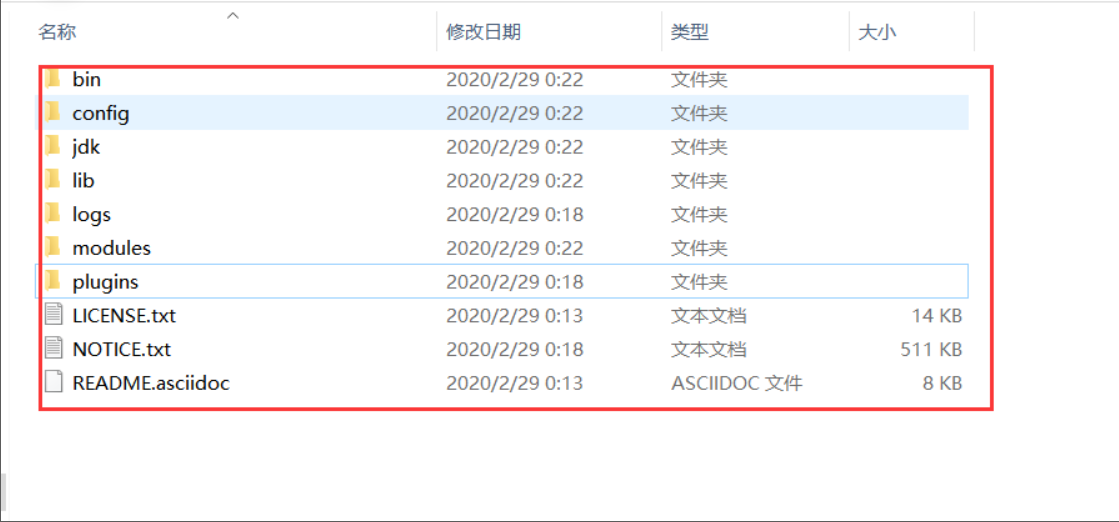 名称 修改日期 类型 大小
bin 2020/2/29 0:22 文件夹
config 2020/2/29 0:22 文件夹
jdk 2020/2/29 0:22 文件夹
lib 2020/2/29 0:22 文件夹
logs 2020/2/29 0:18 文件夹
modules 2020/2/29 0:22 文件夹
plugins 2020/2/29 0:18 文件夹
LICENSE.txt 2020/2/29 0:13 文本文档 14 KB
NOTICE.txt 2020/2/29 0:18 文本文档 511 KB
README.asciidoc 2020/2/29 0:13 ASCIIDOC 文件 8 KB